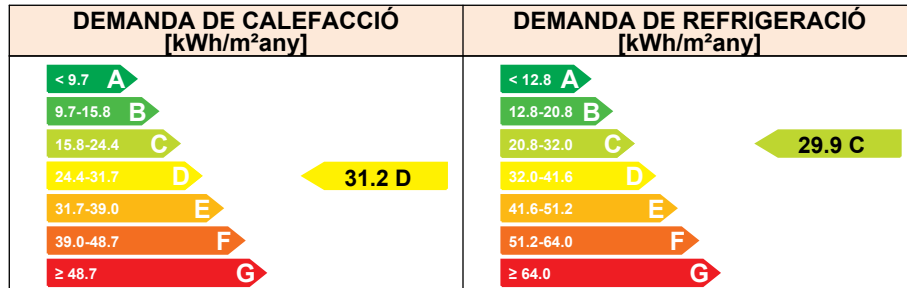 DEMANDA DE CALEFACCIÓ
[kWh/m²any]
< 9.7 A
9.7-15.8 B
15.8-24.4 C
24.4-31.7 D
31.2 D
31.7-39.0 E
39.0-48.7 F
≥ 48.7 G
DEMANDA DE REFRIGERACIÓ
[kWh/m²any]
< 12.8 A
12.8-20.8 B
20.8-32.0 C
29.9 C
32.0-41.6 D
41.6-51.2 E
51.2-64.0 F
≥ 64.0 G